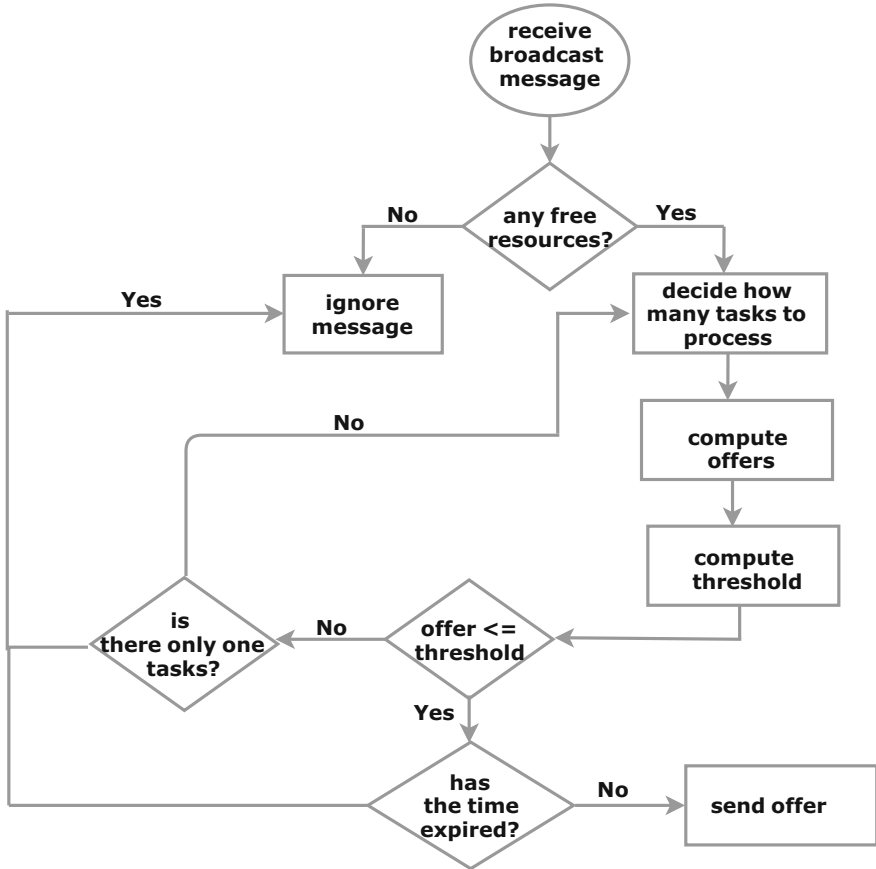 receive
broadcast
message
any free
resources?
No
Yes
ignore
message
decide how
many tasks to
process
Yes
No
compute
offers
compute
threshold
is
there only one
tasks?
No
offer <=
threshold
Yes
has
the time
expired?
No
send offer